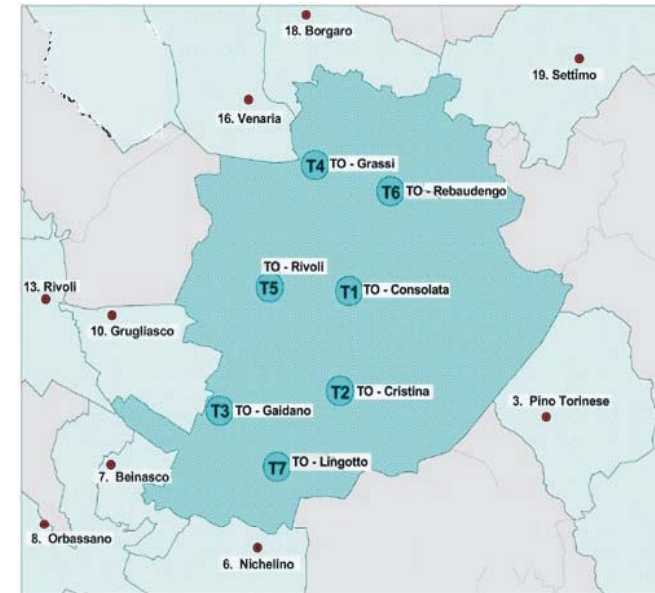 18. Borgaro
19. Settimo
16. Venaria
T4 TO - Grassi
T6 TO - Rebaudengo
TO - Rivoli
T5
T1 TO - Consolata
13. Rivoli
10. Grugliasco
T2 TO - Cristina
3. Pino Torinese
T3 TO - Gaidano
T7 TO - Lingotto
7. Beinasco
8. Orbassano
6. Nichelino